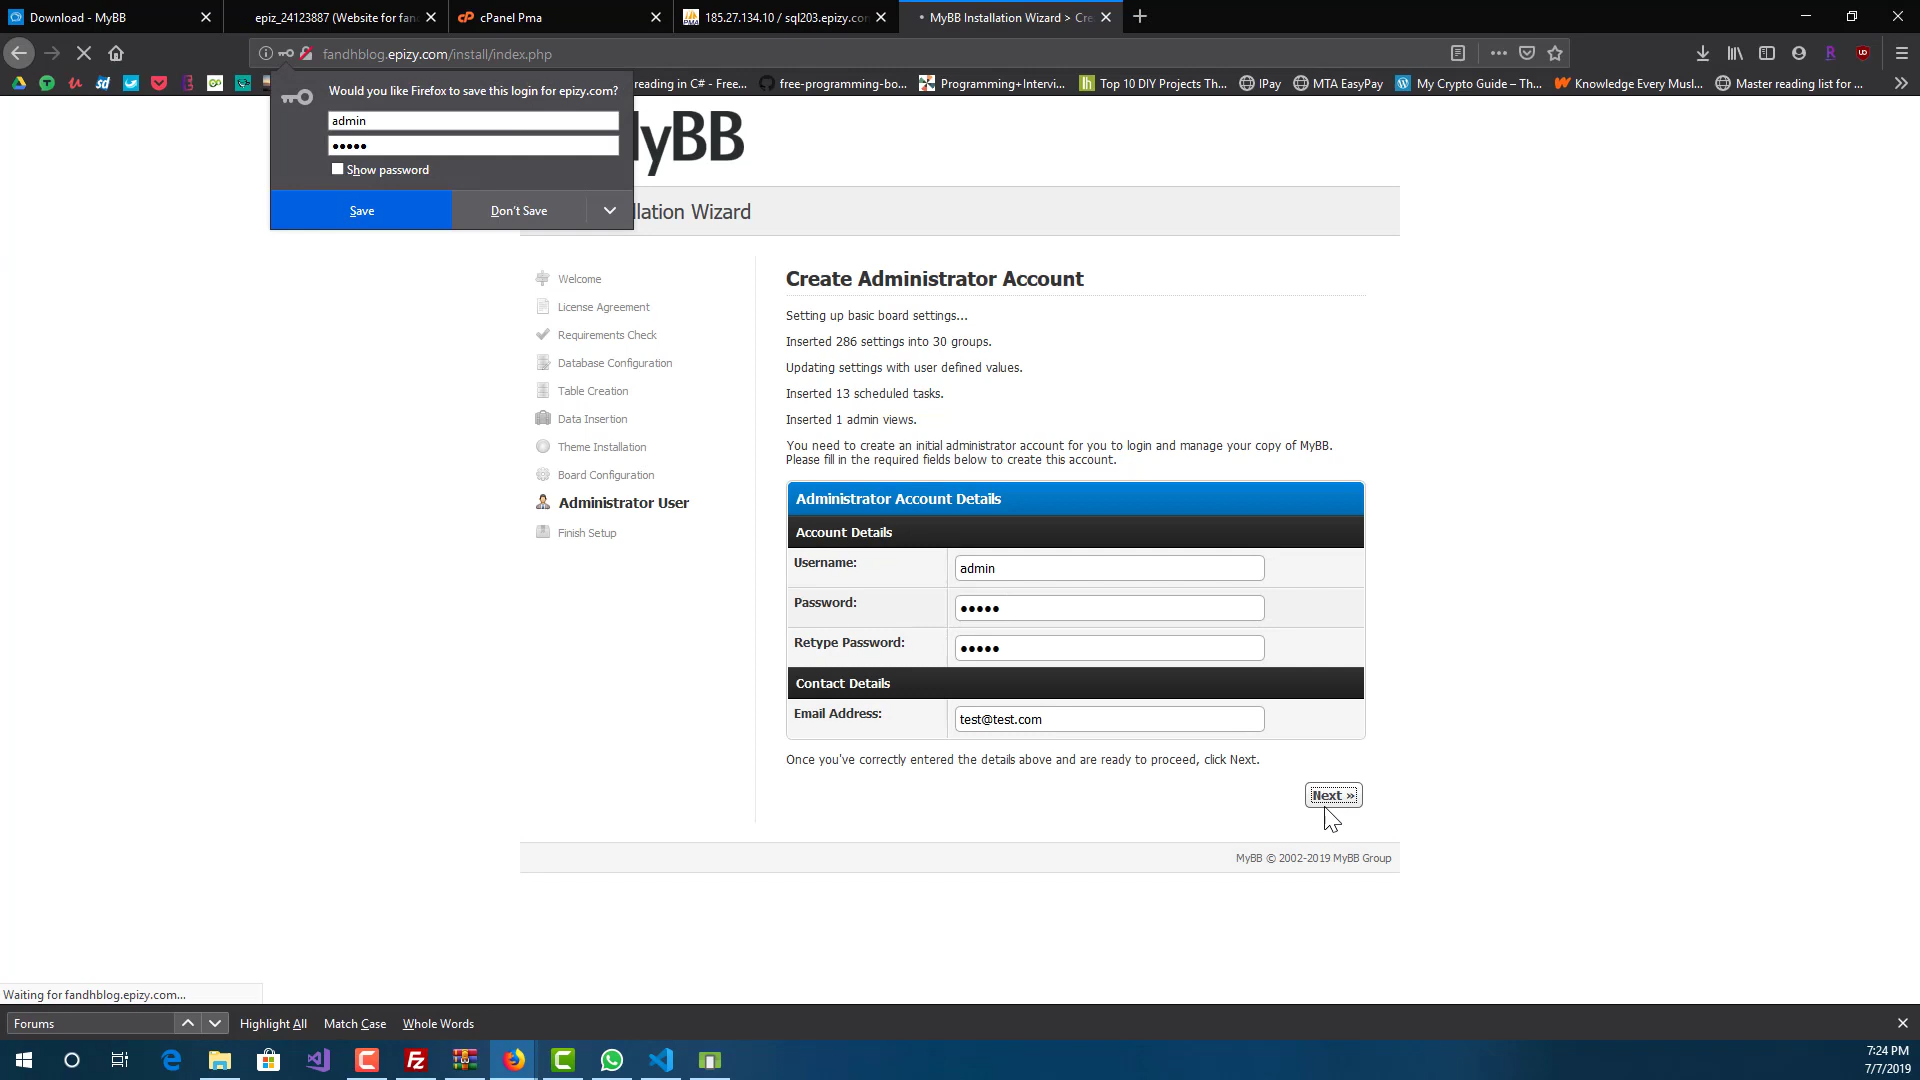 Download - MyBB
epiz_24123887 (Website for fan
cPanel Pma
185.27.134.10 / sql203.epizy.co
MyBB Installation Wizard > Cre
fandhblog.epizy.com/install/index.php
reading in C# - Free...
free-programming-bo...
Programming+Intervi...
Top 10 DIY Projects Th...
IPay
MTA EasyPay
My Crypto Guide – Th...
Knowledge Every Musl...
Master reading list for ...
Would you like Firefox to save this login for epizy.com?
admin
•••••
Show password
Save
Don't Save
MyBB
llation Wizard
Welcome
License Agreement
Requirements Check
Database Configuration
Table Creation
Data Insertion
Theme Installation
Board Configuration
Administrator User
Finish Setup
Create Administrator Account
Setting up basic board settings...
Inserted 286 settings into 30 groups.
Updating settings with user defined values.
Inserted 13 scheduled tasks.
Inserted 1 admin views.
You need to create an initial administrator account for you to login and manage your copy of MyBB.
Please fill in the required fields below to create this account.
Administrator Account Details
Account Details
Username:
admin
Password:
•••••
Retype Password:
•••••
Contact Details
Email Address:
test@test.com
Once you've correctly entered the details above and are ready to proceed, click Next.
Next »
MyBB © 2002-2019 MyBB Group
Waiting for fandhblog.epizy.com...
Forums
Highlight All
Match Case
Whole Words
7:24 PM
7/7/2019